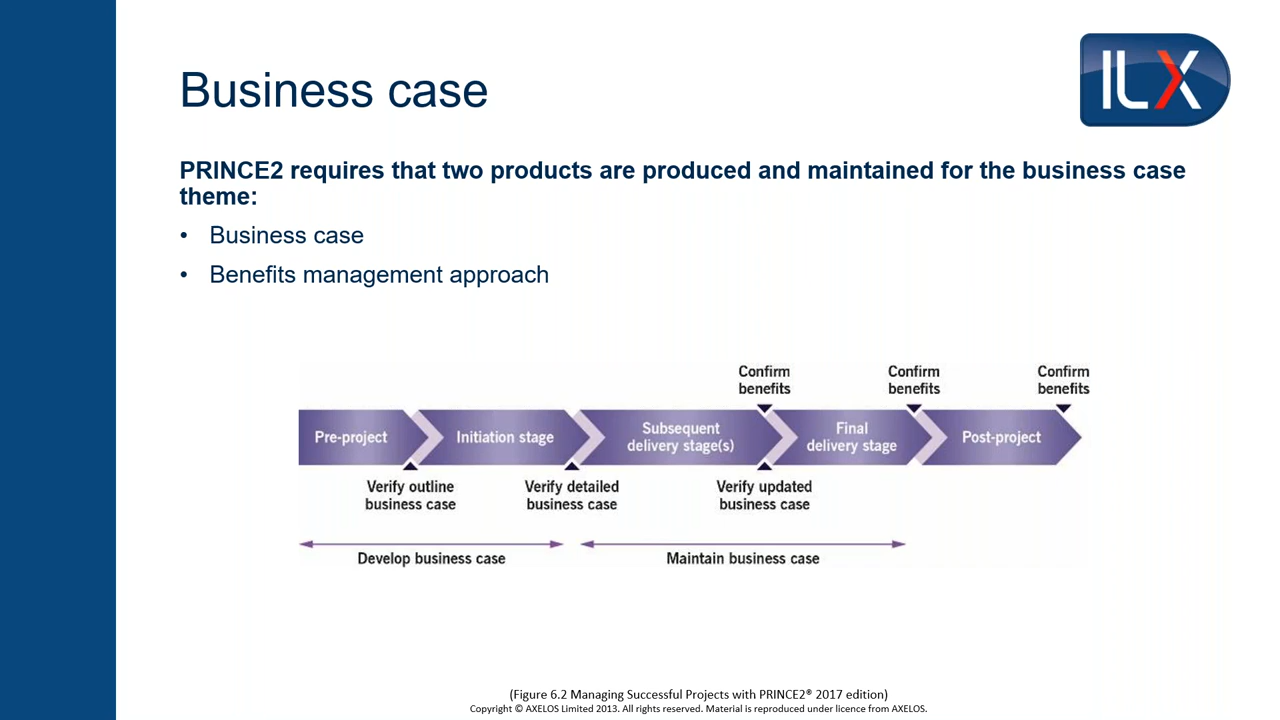 Business case
ILX
PRINCE2 requires that two products are produced and maintained for the business case
theme:
• Business case
• Benefits management approach
Confirm
benefits
Confirm
benefits
Confirm
benefits
Pre-project
Initiation stage
Subsequent
delivery stage(s)
Final
delivery stage
Post-project
Verify outline
business case
Verify detailed
business case
Verify updated
business case
Develop business case
Maintain business case
(Figure 6.2 Managing Successful Projects with PRINCE2® 2017 edition)
Copyright © AXELOS Limited 2013. All rights reserved. Material is reproduced under licence from AXELOS.